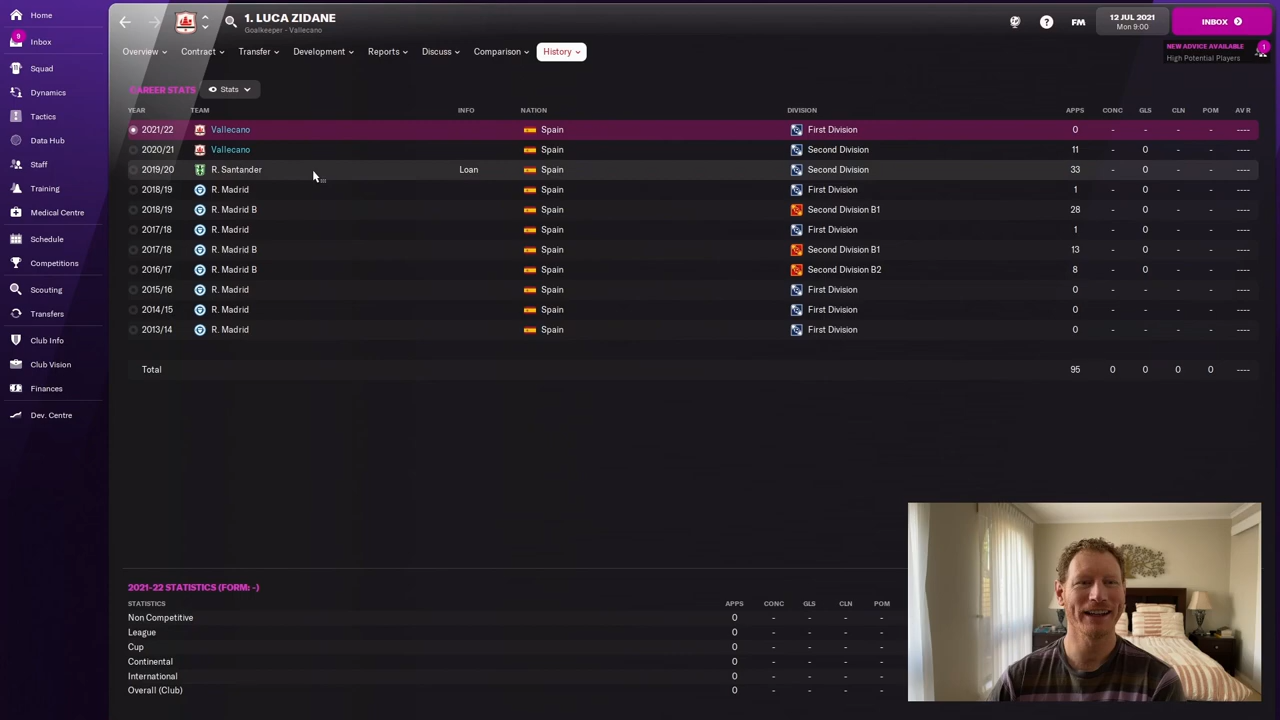 Home
9
Inbox
Squad
Dynamics
Tactics
Data Hub
Staff
Training
Medical Centre
Schedule
Competitions
Scouting
Transfers
Club Info
Club Vision
Finances
Dev. Centre
1. LUCA ZIDANE
Goalkeeper - Vallecano
? FM 12 JUL 2021 INBOX
Mon 9:00
NEW ADVICE AVAILABLE 1
High Potential Players
Overview Contract Transfer Development Reports Discuss Comparison History
CAREER STATS Stats
YEAR TEAM INFO NATION DIVISION APPS CONC GLS CLN POM AV R
2021/22 Vallecano Spain First Division 0 - 0 - - ----
2020/21 Vallecano Spain Second Division 11 - 0 - - ----
2019/20 R. Santander Loan Spain Second Division 33 - 0 - - ----
2018/19 R. Madrid Spain First Division 1 - 0 - - ----
2018/19 R. Madrid B Spain Second Division B1 28 - 0 - - ----
2017/18 R. Madrid Spain First Division 1 - 0 - - ----
2017/18 R. Madrid B Spain Second Division B1 13 - 0 - - ----
2016/17 R. Madrid B Spain Second Division B2 8 - 0 - - ----
2015/16 R. Madrid Spain First Division 0 - 0 - - ----
2014/15 R. Madrid Spain First Division 0 - 0 - - ----
2013/14 R. Madrid Spain First Division 0 - 0 - - ----
Total 95 0 0 0 0 ----
2021-22 STATISTICS (FORM: -)
STATISTICS APPS CONC GLS CLN POM
Non Competitive 0 - - - -
League 0 - - - -
Cup 0 - - - -
Continental 0 - - - -
International 0 - - - -
Overall (Club) 0 - - - -